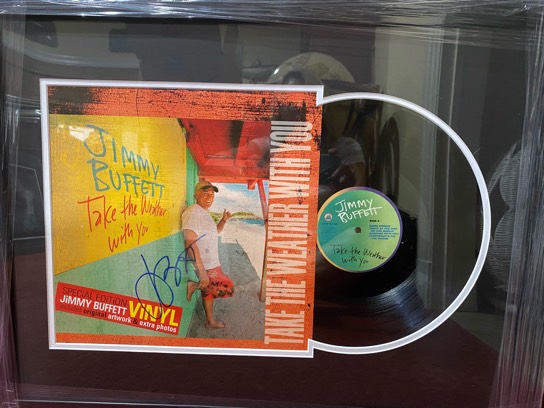 JIMMY
BUFFETT
Take the Weather
with you
SPECIAL EDITION
JiMMY BUFFETT ViNYL
original artwork & extra photos
TAKE THE WEATHER WITH YOU
JIMMY
BUFFETT
Take the Weather
with you